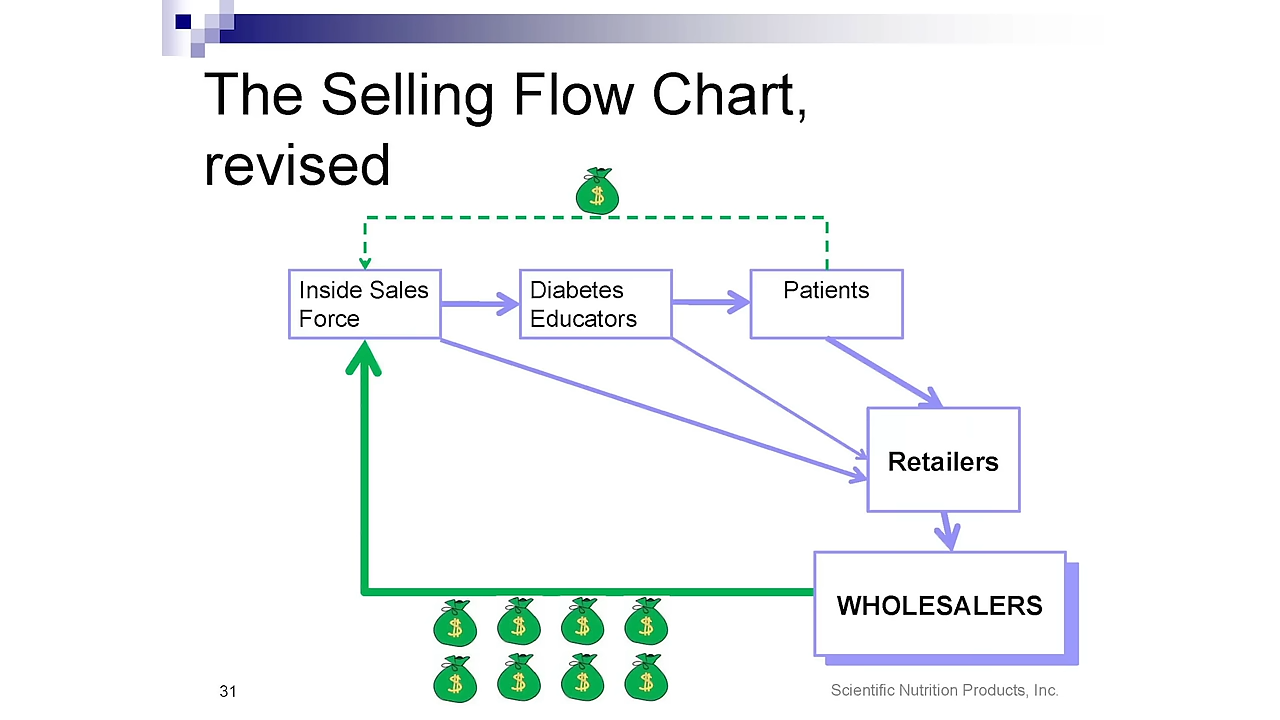 The Selling Flow Chart,
revised
$
Inside Sales
Force
Diabetes
Educators
Patients
Retailers
WHOLESALERS
$ $ $ $
$ $ $ $
31
Scientific Nutrition Products, Inc.